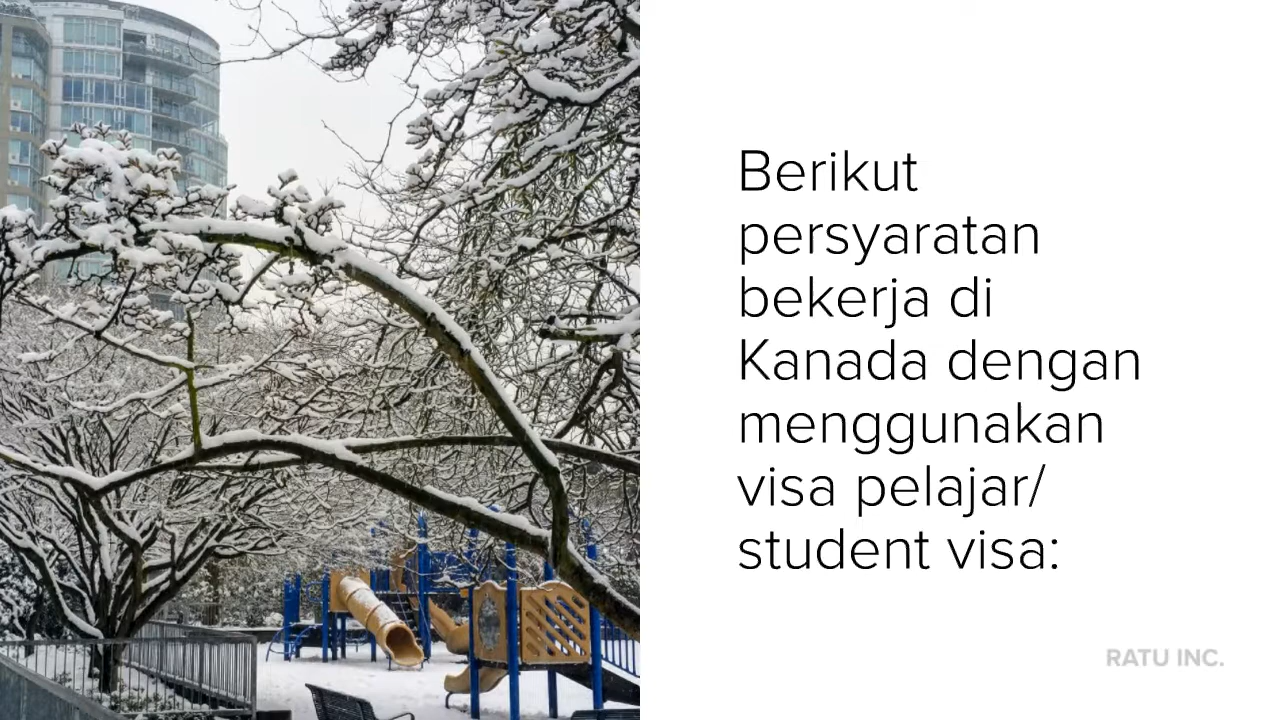 Berikut
persyaratan
bekerja di
Kanada dengan
menggunakan
visa pelajar/
student visa:
RATU INC.